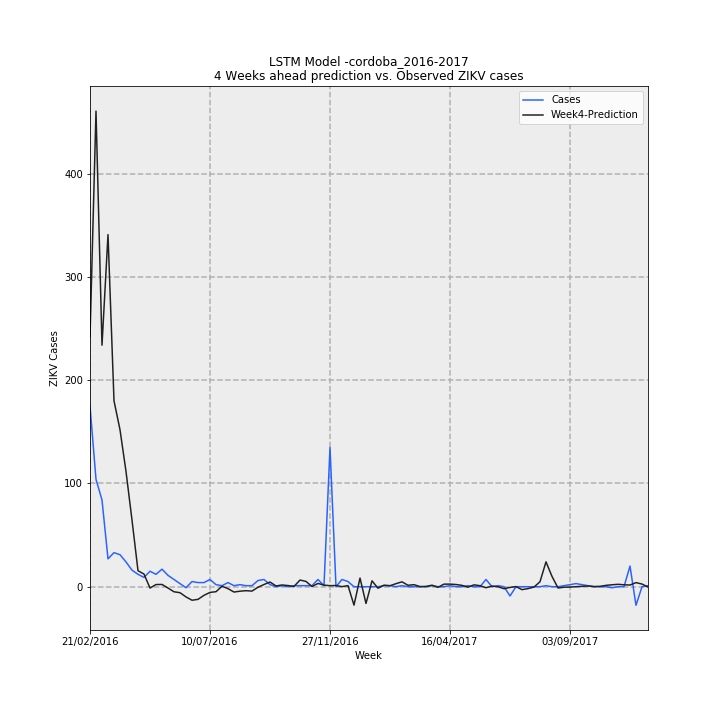 LSTM Model -cordoba_2016-2017
4 Weeks ahead prediction vs. Observed ZIKV cases
Cases
Week4-Prediction
400
300
200
100
0
ZIKV Cases
21/02/2016
10/07/2016
27/11/2016
16/04/2017
03/09/2017
Week